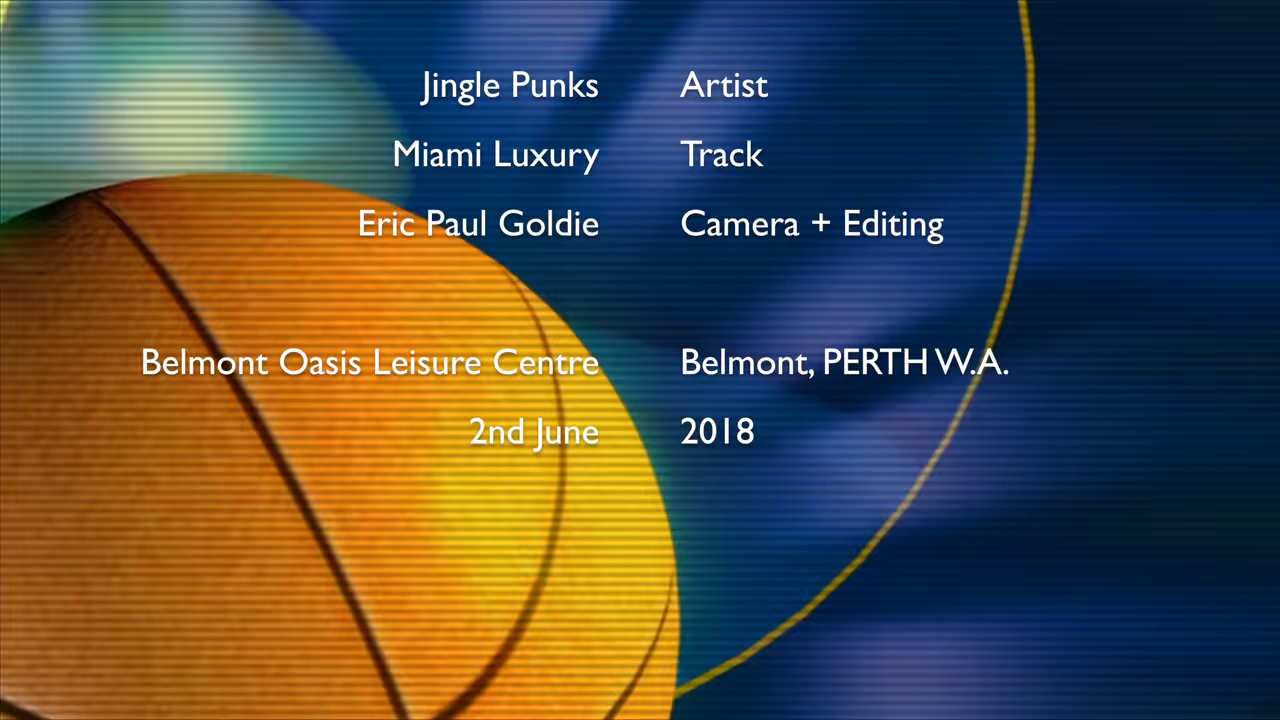 Jingle Punks Artist
Miami Luxury Track
Eric Paul Goldie Camera + Editing
Belmont Oasis Leisure Centre Belmont, PERTH W.A.
2nd June 2018